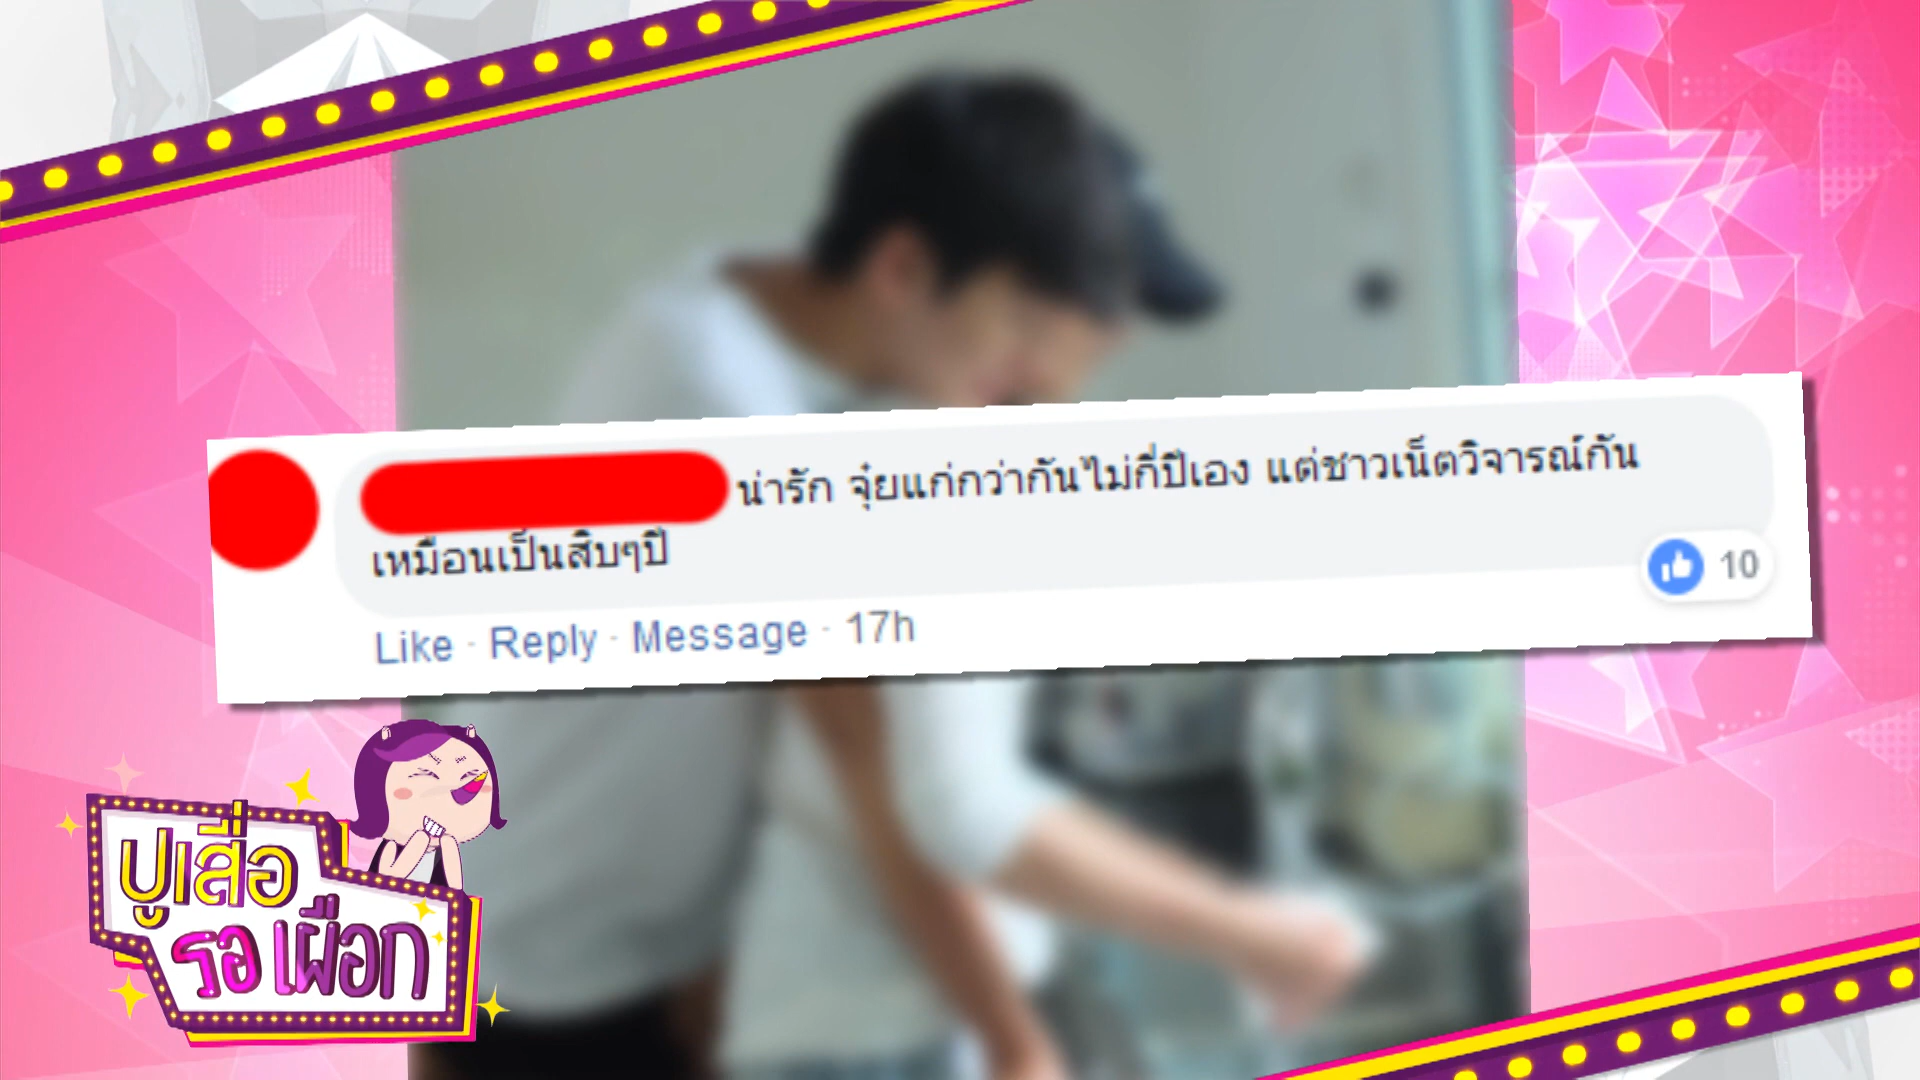 น่ารัก จุ๋ยแก่กว่ากันไม่กี่ปีเอง แต่ชาวเน็ตวิจารณ์กัน
เหมือนเป็นสิบๆปี
10
Like · Reply · Message · 17h
ปูเสื่อ
รอเผือก